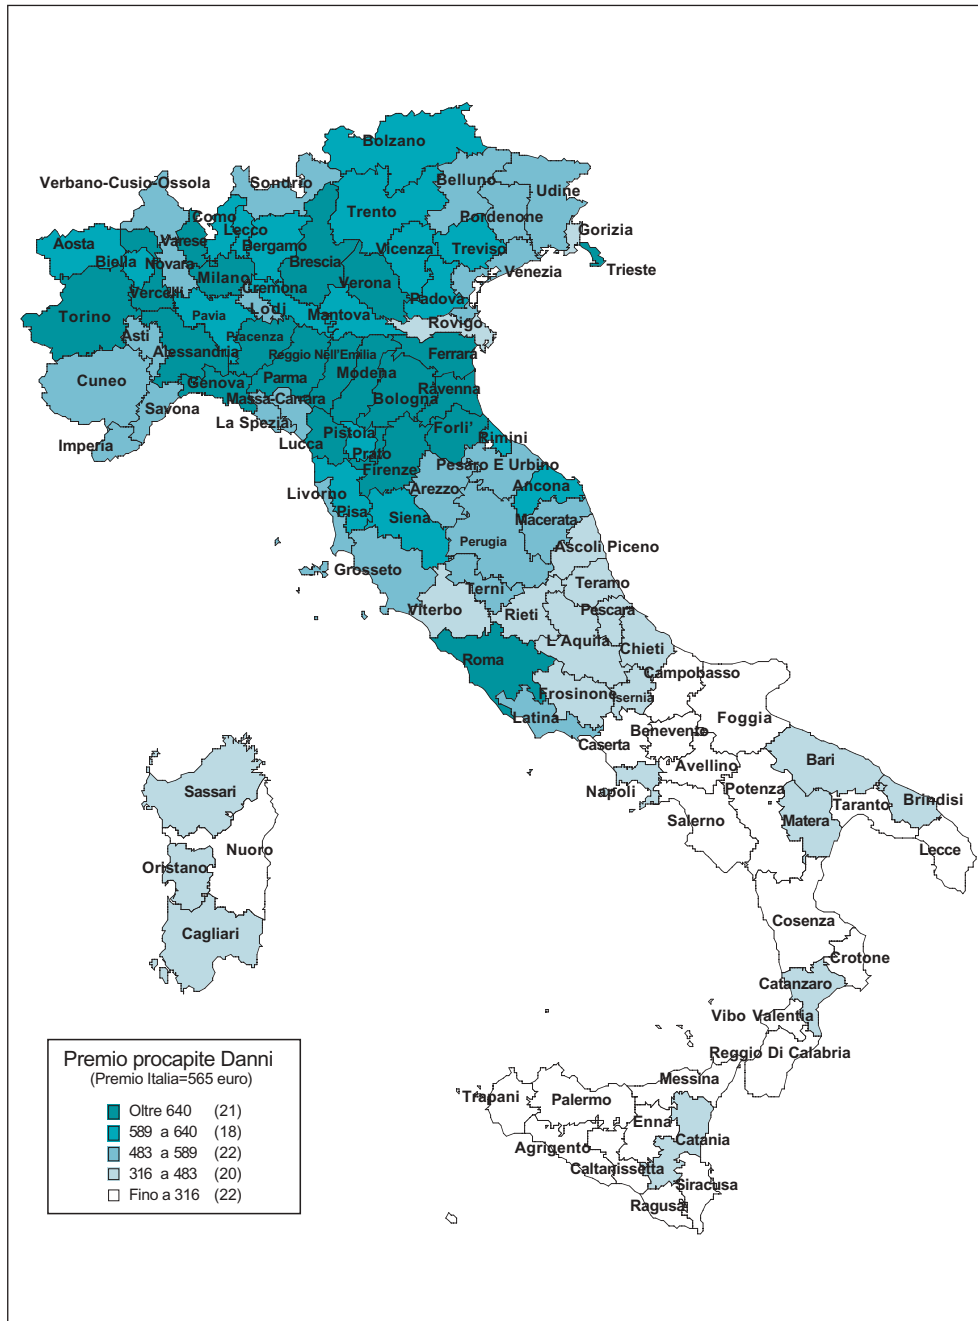 Bolzano
Verbano-Cusio-Ossola
Sondrio
Belluno
Udine
Trento
Como
Pordenone
Lecco
Gorizia
Aosta
Varese
Bergamo
Vicenza
Treviso
Biella
Novara
Brescia
Venezia
Trieste
Milano
Verona
Cremona
Vercelli
Padova
Lodi
Torino
Pavia
Mantova
Rovigo
Asti
Piacenza
Alessandria
Reggio Nell'Emilia
Ferrara
Cuneo
Genova
Parma
Modena
Ravenna
Massa-Carrara
Bologna
Savona
La Spezia
Pistoia
Forli'
Rimini
Imperia
Lucca
Prato
Firenze
Pesaro E Urbino
Livorno
Arezzo
Ancona
Pisa
Siena
Macerata
Perugia
Ascoli Piceno
Grosseto
Terni
Teramo
Viterbo
Rieti
Pescara
L'Aquila
Chieti
Roma
Campobasso
Frosinone
Isernia
Latina
Foggia
Benevento
Caserta
Avellino
Bari
Napoli
Potenza
Sassari
Taranto
Brindisi
Salerno
Matera
Nuoro
Lecce
Oristano
Cosenza
Cagliari
Crotone
Catanzaro
Vibo Valentia
Reggio Di Calabria
Messina
Trapani
Palermo
Enna
Agrigento
Catania
Caltanissetta
Siracusa
Ragusa
Premio procapite Danni
(Premio Italia=565 euro)
Oltre 640 (21)
589 a 640 (18)
483 a 589 (22)
316 a 483 (20)
Fino a 316 (22)